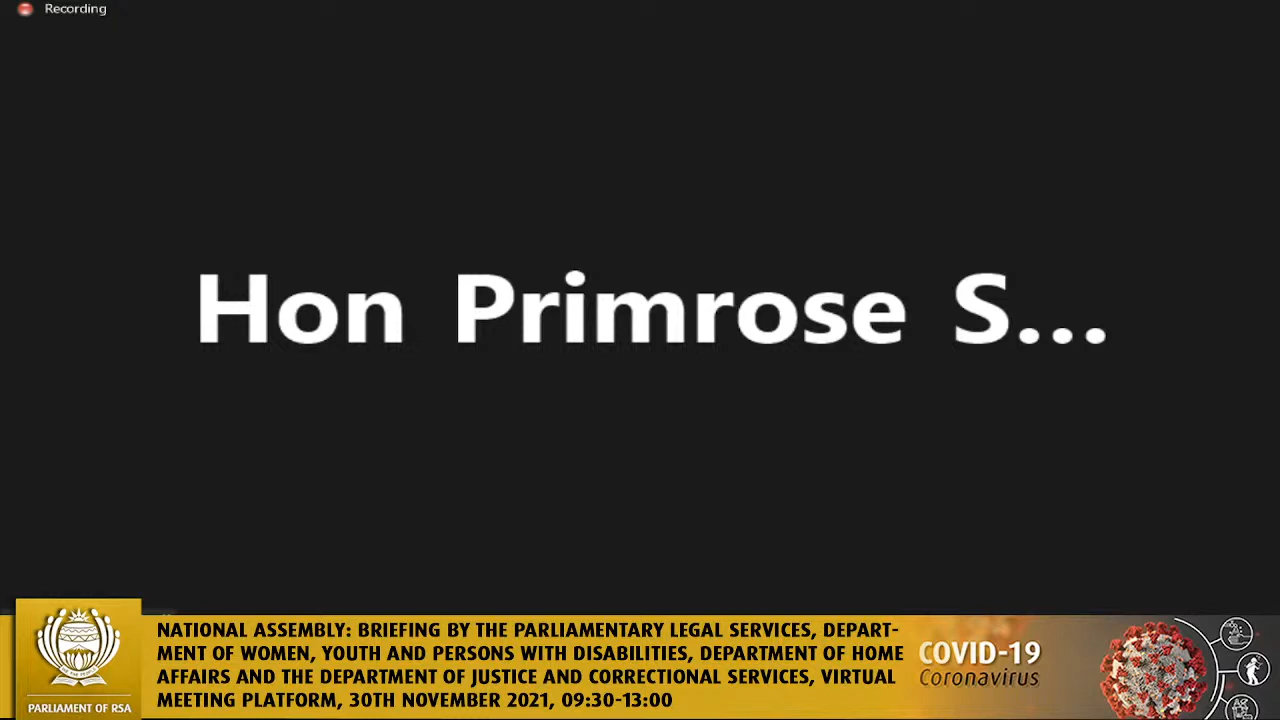 Recording
Hon Primrose S...
NATIONAL ASSEMBLY: BRIEFING BY THE PARLIAMENTARY LEGAL SERVICES, DEPART-
MENT OF WOMEN, YOUTH AND PERSONS WITH DISABILITIES, DEPARTMENT OF HOME
AFFAIRS AND THE DEPARTMENT OF JUSTICE AND CORRECTIONAL SERVICES, VIRTUAL
MEETING PLATFORM, 30TH NOVEMBER 2021, 09:30-13:00
PARLIAMENT OF RSA
COVID-19
Coronavirus